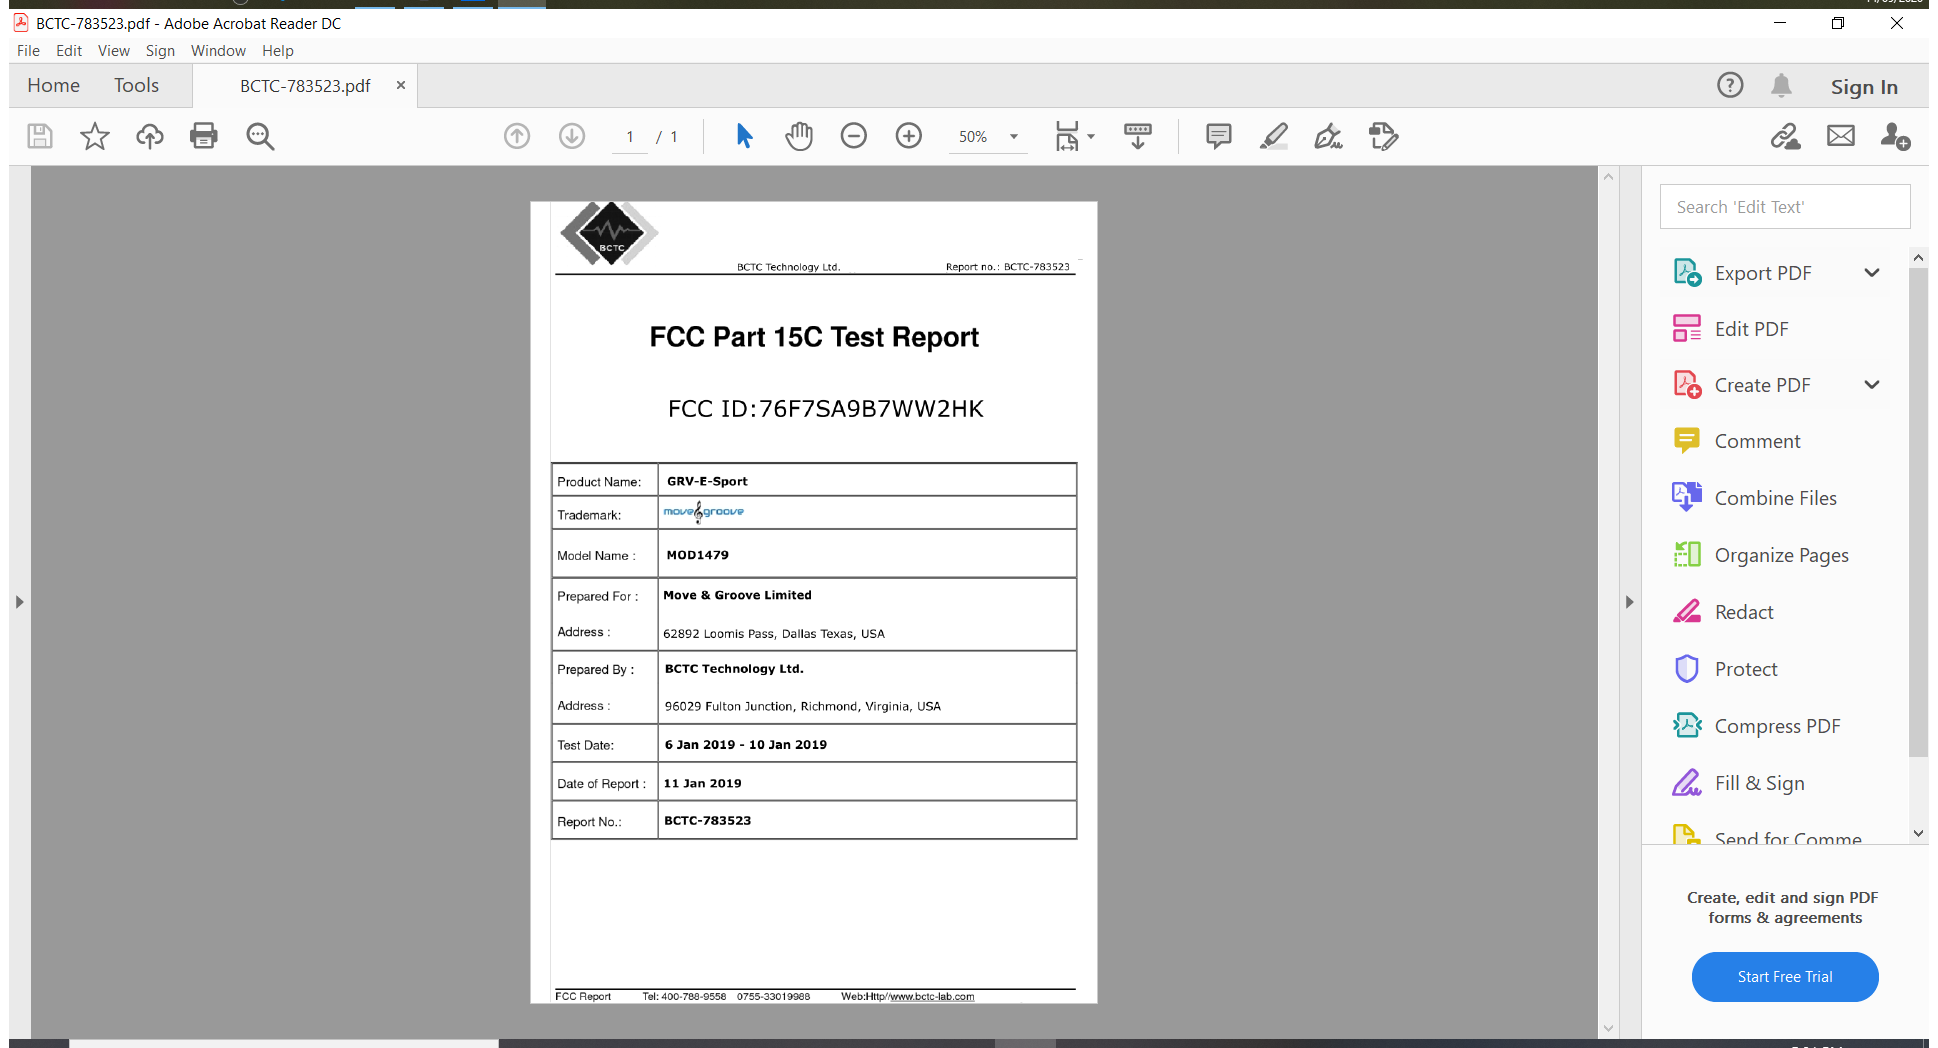 BCTC-783523.pdf - Adobe Acrobat Reader DC
File Edit View Sign Window Help
Home Tools BCTC-783523.pdf × Sign In
1 / 1 50%
BCTC
BCTC Technology Ltd. Report no.: BCTC-783523
FCC Part 15C Test Report
FCC ID:76F7SA9B7WW2HK
Product Name: GRV-E-Sport
Trademark: move groove
Model Name : MOD1479
Prepared For : Move & Groove Limited
Address : 62892 Loomis Pass, Dallas Texas, USA
Prepared By : BCTC Technology Ltd.
Address : 96029 Fulton Junction, Richmond, Virginia, USA
Test Date: 6 Jan 2019 - 10 Jan 2019
Date of Report : 11 Jan 2019
Report No.: BCTC-783523
FCC Report Tel: 400-788-9558 0755-33019988 Web:Http//www.bctc-lab.com
Search 'Edit Text'
Export PDF
Edit PDF
Create PDF
Comment
Combine Files
Organize Pages
Redact
Protect
Compress PDF
Fill & Sign
Send for Comme
Create, edit and sign PDF
forms & agreements
Start Free Trial